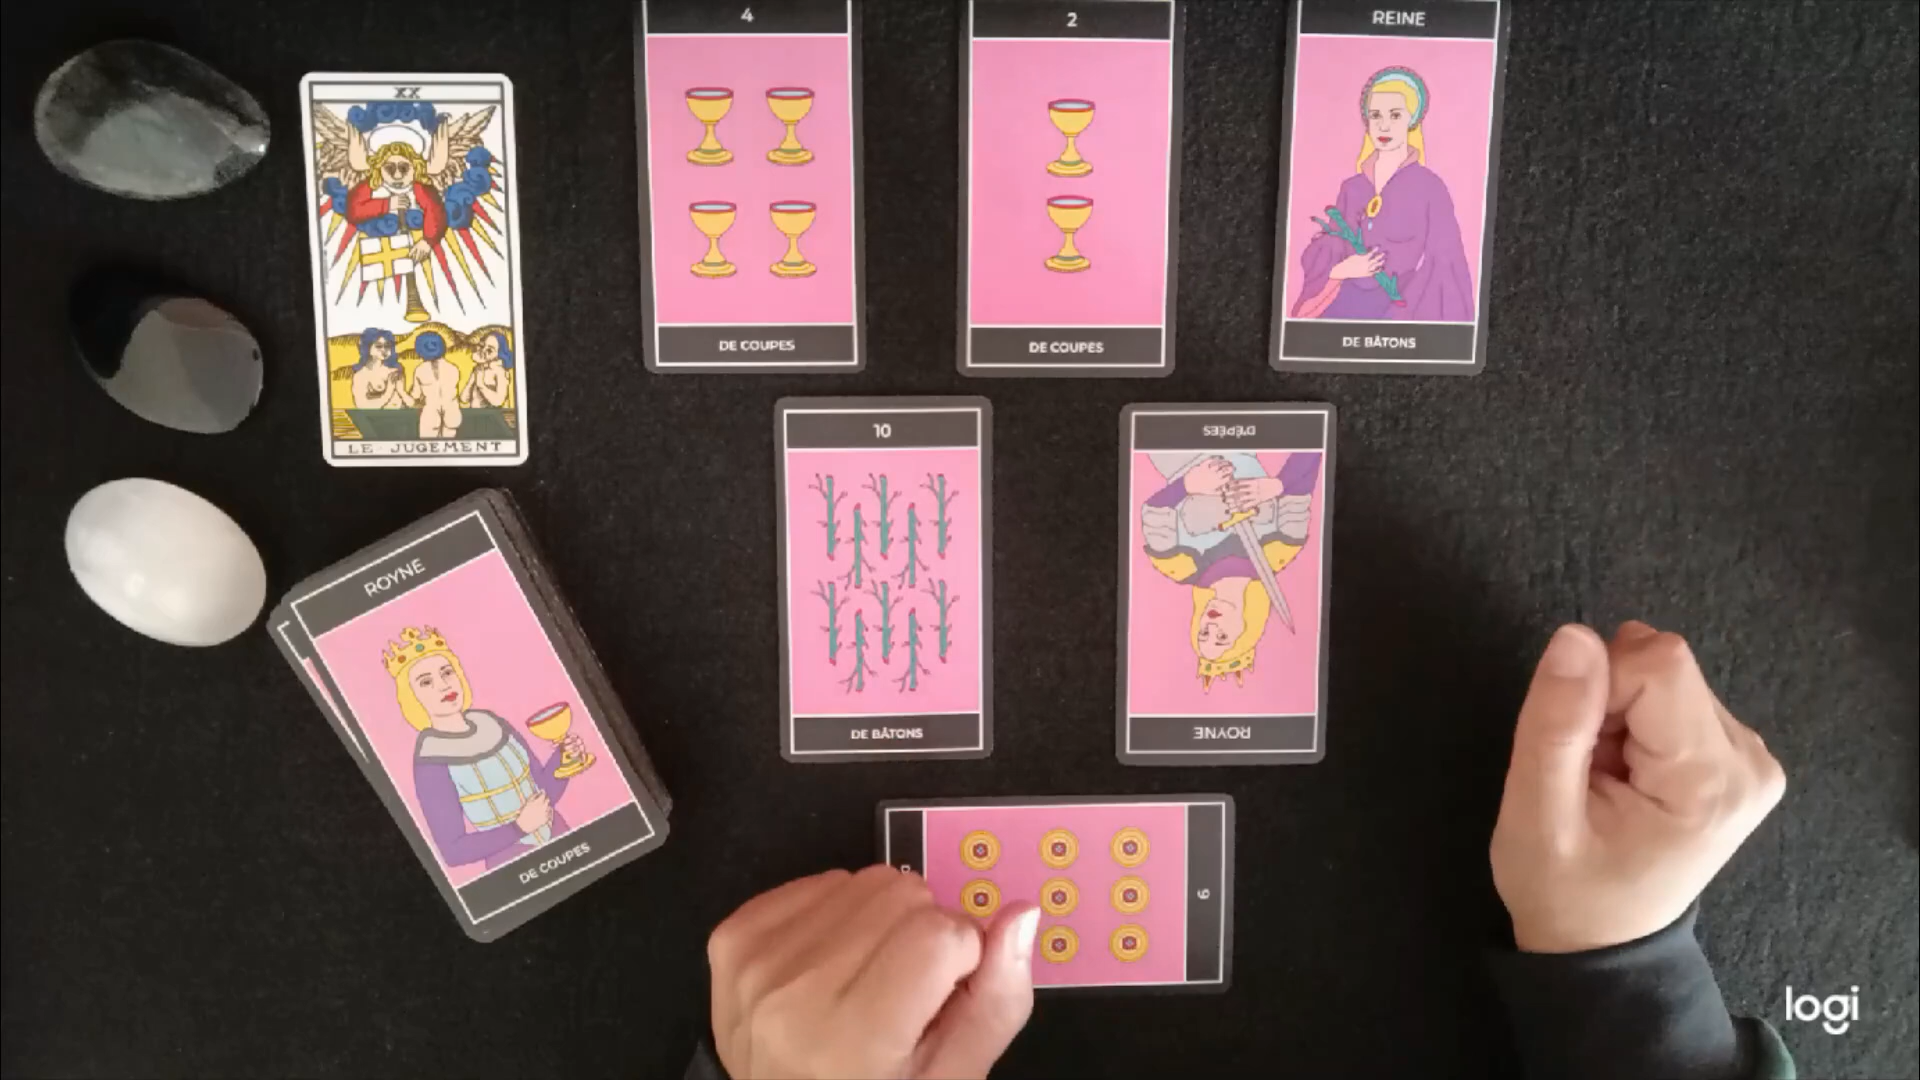 XX
LE·JUGEMENT
4
DE COUPES
2
DE COUPES
REINE
DE BÂTONS
10
DE BÂTONS
D'ÉPÉES
ROYNE
ROYNE
DE COUPES
9
logi